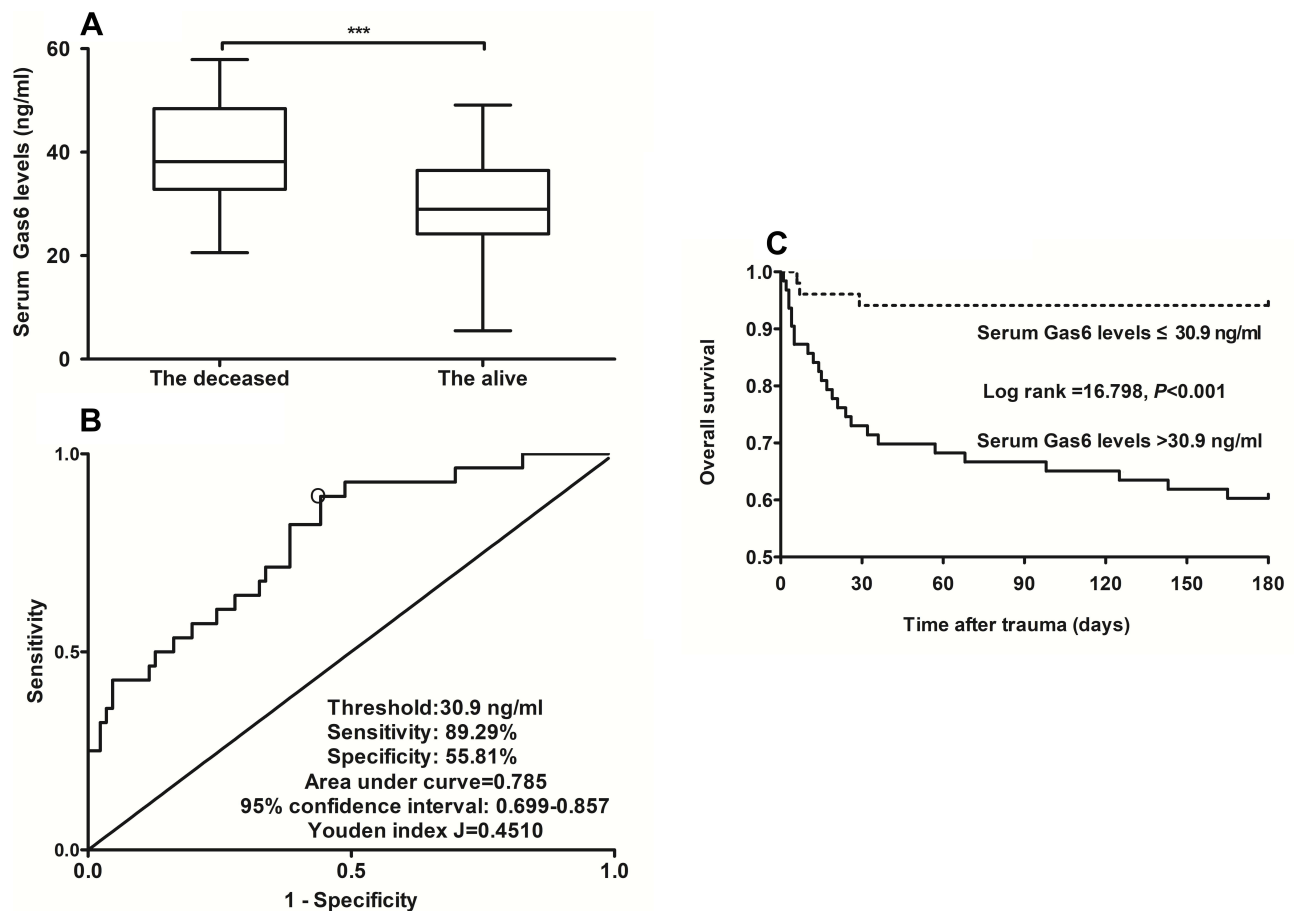 A
***
60
40
20
0
Serum Gas6 levels (ng/ml)
The deceased
The alive
B
1.0
0.5
0.0
Sensitivity
Threshold:30.9 ng/ml
Sensitivity: 89.29%
Specificity: 55.81%
Area under curve=0.785
95% confidence interval: 0.699-0.857
Youden index J=0.4510
0.0 0.5 1.0
1 - Specificity
C
1.0
0.9
0.8
0.7
0.6
0.5
Overall survival
Serum Gas6 levels ≤ 30.9 ng/ml
Log rank =16.798, P<0.001
Serum Gas6 levels >30.9 ng/ml
0 30 60 90 120 150 180
Time after trauma (days)